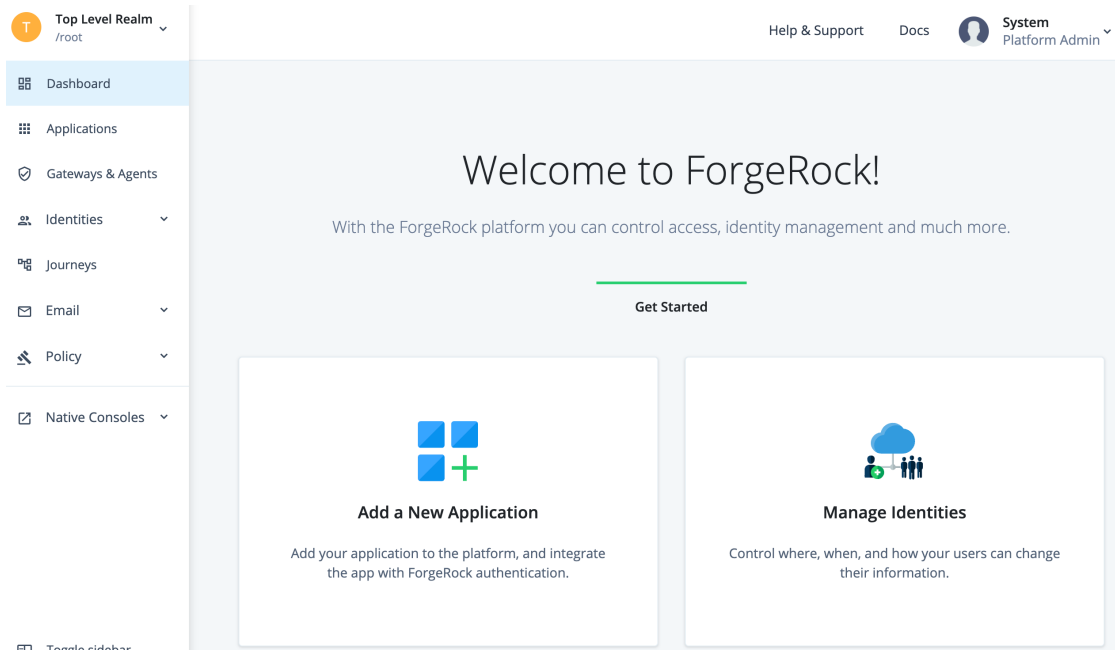 T
Top Level Realm
/root
Help & Support
Docs
System
Platform Admin
Dashboard
Applications
Gateways & Agents
Identities
Journeys
Email
Policy
Native Consoles
Toggle sidebar
Welcome to ForgeRock!
With the ForgeRock platform you can control access, identity management and much more.
Get Started
Add a New Application
Add your application to the platform, and integrate
the app with ForgeRock authentication.
Manage Identities
Control where, when, and how your users can change
their information.